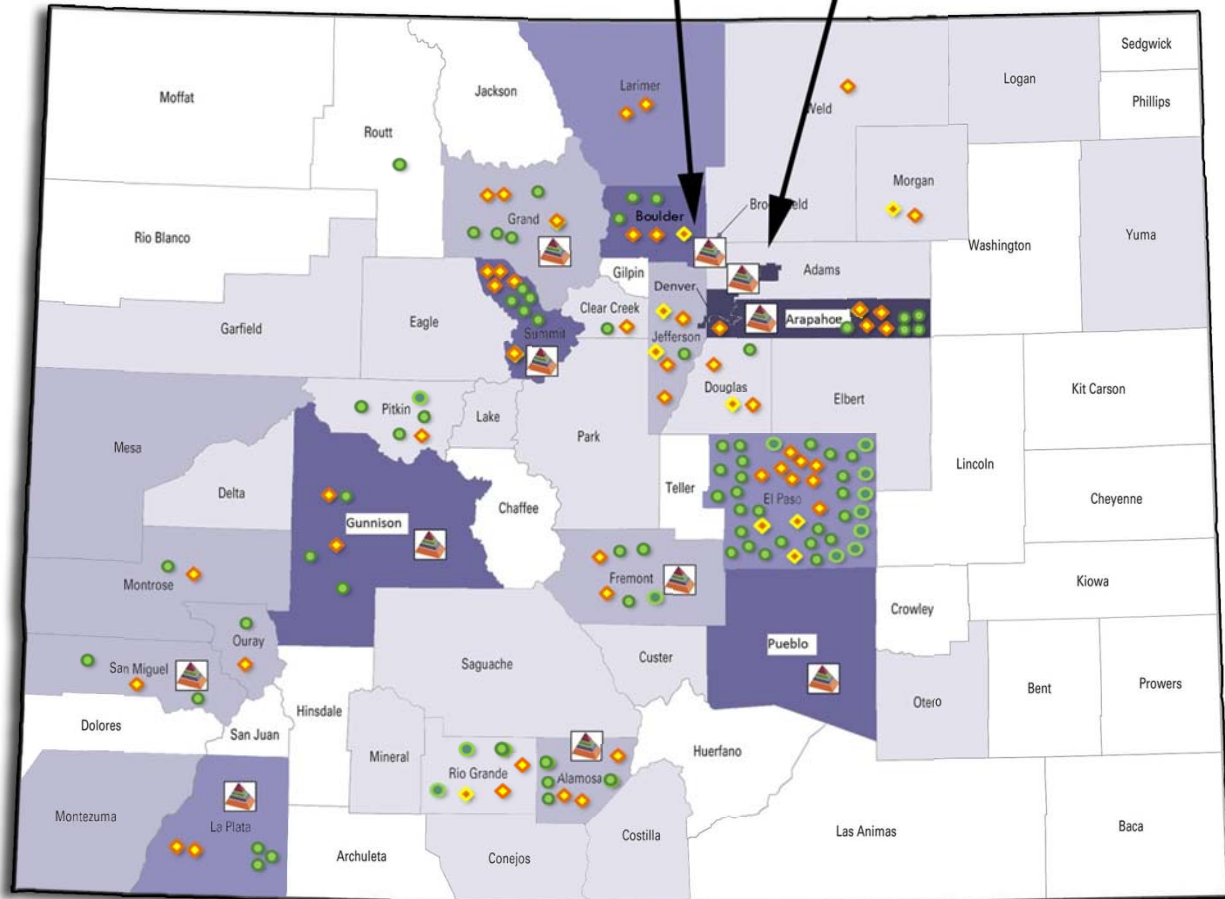 Sedgwick
Moffat
Jackson
Larimer
Logan
Phillips
Routt
Weld
Morgan
Grand
Boulder
Rio Blanco
Washington
Yuma
Gilpin
Adams
Denver
Clear Creek
Arapahoe
Garfield
Eagle
Summit
Jefferson
Douglas
Kit Carson
Elbert
Pitkin
Lake
Park
Mesa
Lincoln
Delta
Teller
El Paso
Cheyenne
Chaffee
Gunnison
Montrose
Fremont
Kiowa
Crowley
Ouray
Pueblo
San Miguel
Saguache
Custer
Prowers
Bent
Otero
Hinsdale
Dolores
San Juan
Mineral
Huerfano
Rio Grande
Alamosa
Montezuma
La Plata
Costilla
Las Animas
Baca
Archuleta
Conejos